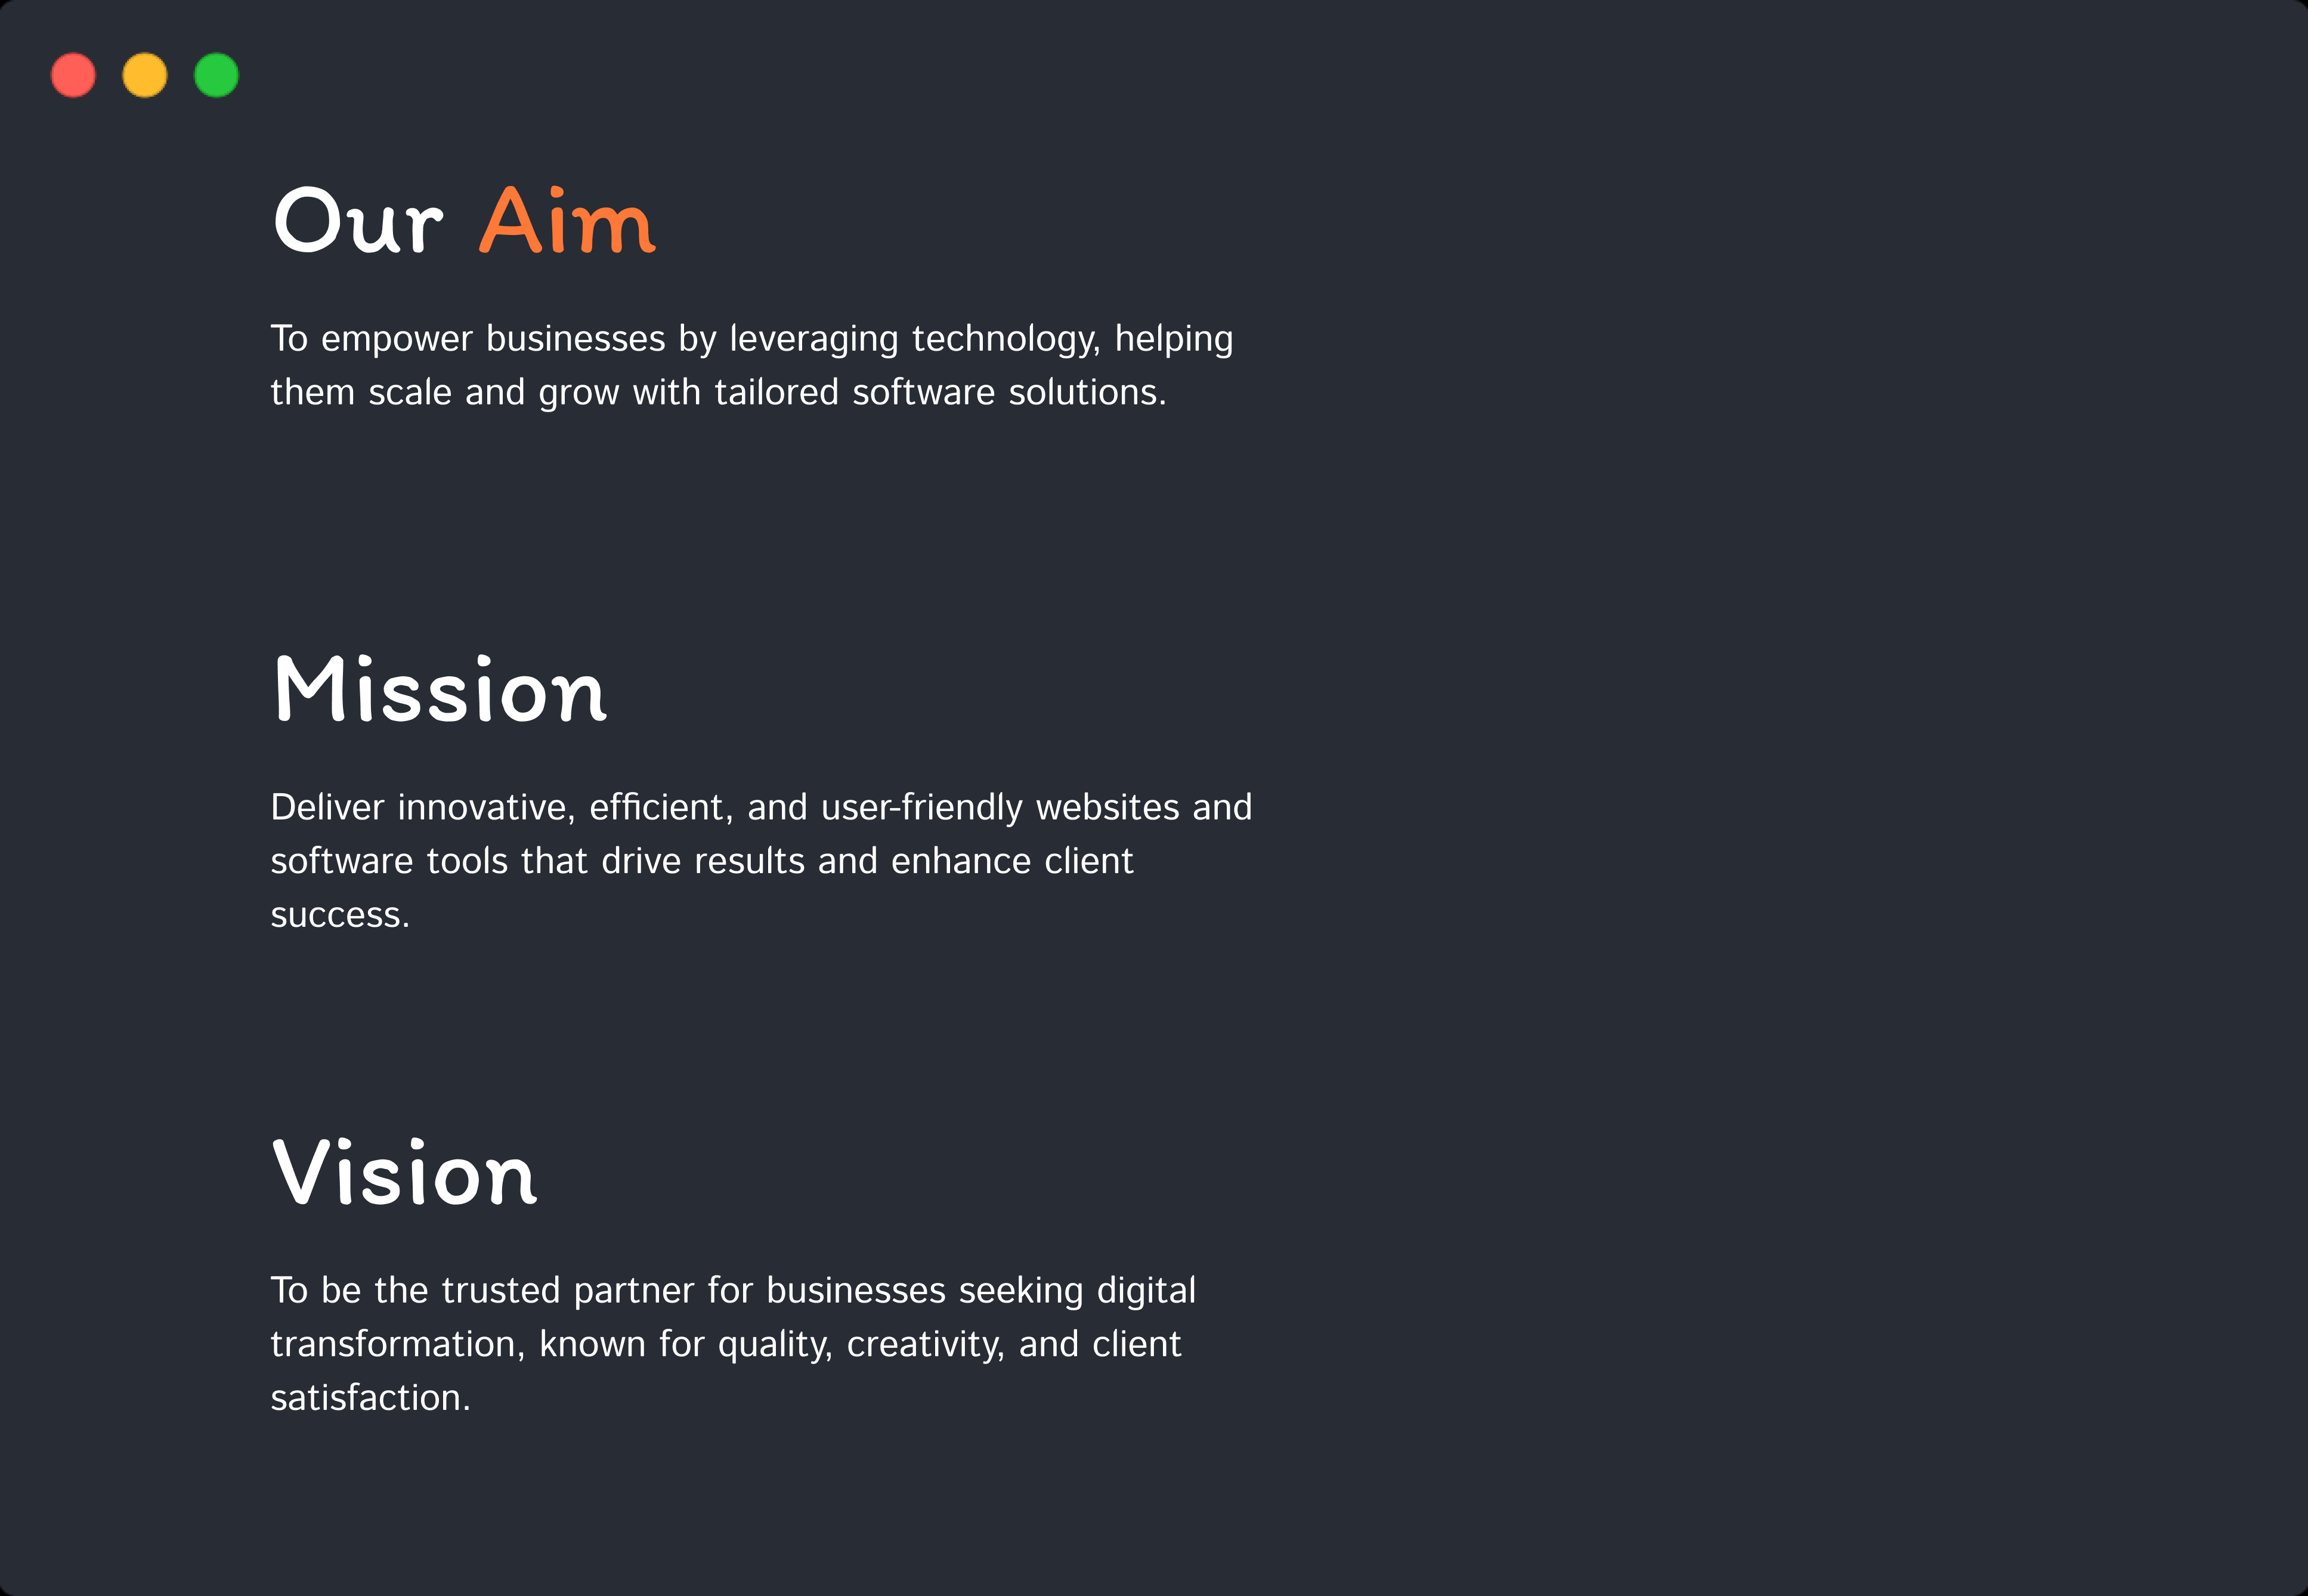 Our Aim
To empower businesses by leveraging technology, helping
them scale and grow with tailored software solutions.
Mission
Deliver innovative, efficient, and user-friendly websites and
software tools that drive results and enhance client
success.
Vision
To be the trusted partner for businesses seeking digital
transformation, known for quality, creativity, and client
satisfaction.